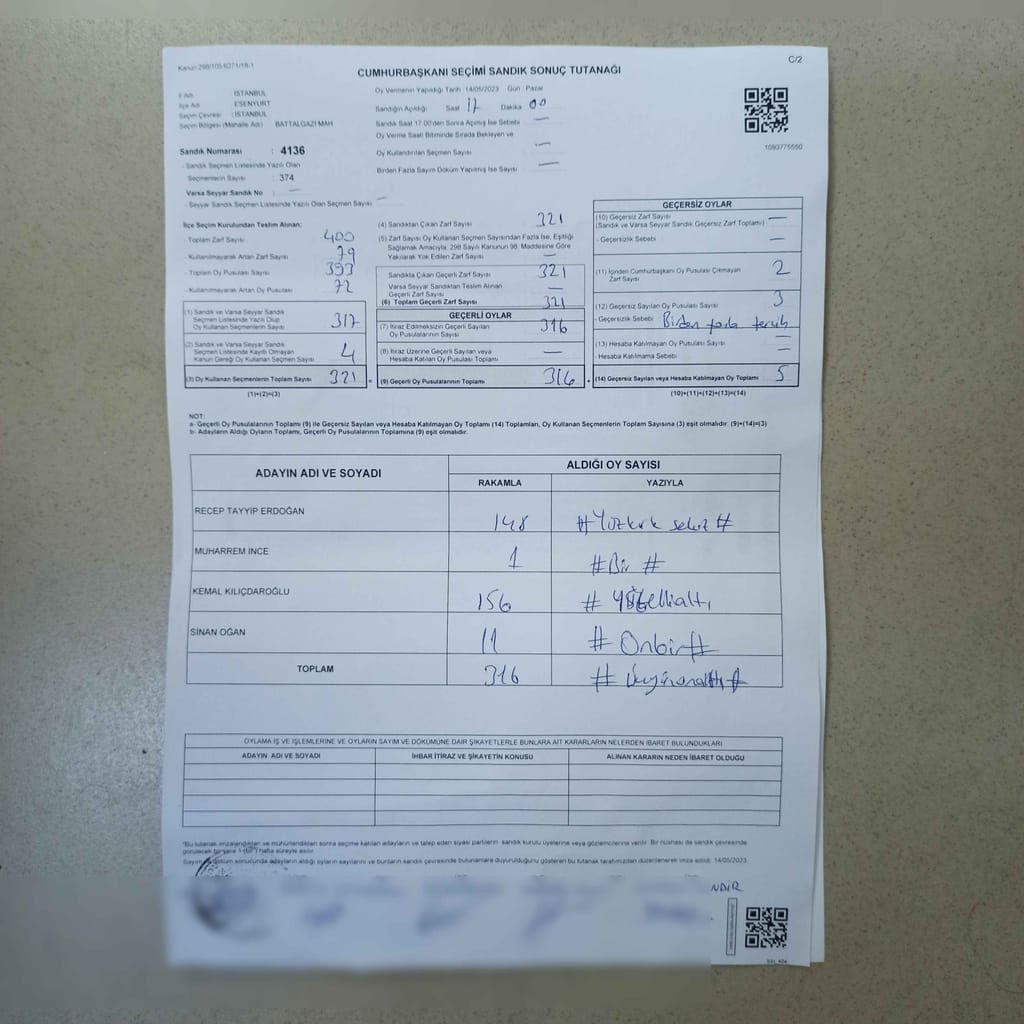 C/2
CUMHURBAŞKANI SEÇİMİ SANDIK SONUÇ TUTANAĞI
İl Adı : İSTANBUL
İlçe Adı : ESENYURT
Seçim Çevresi : İSTANBUL
Seçim Bölgesi (Mahalle Adı) : BATTALGAZİ MAH
Sandık Numarası : 4136
- Sandık Seçmen Listesinde Yazılı Olan
Seçmenlerin Sayısı : 374
Varsa Seyyar Sandık No : —
- Seyyar Sandık Seçmen Listesinde Yazılı Olan Seçmen Sayısı : —
Oy Vermenin Yapıldığı Tarih : 14/05/2023 Gün : Pazar
Sandığın Açıldığı Saat 17 Dakika 00
Sandık Saat 17.00'den Sonra Açılmış İse Sebebi —
Oy Verme Saati Bitiminde Sırada Bekleyen ve
Oy Kullandırılan Seçmen Sayısı —
Birden Fazla Sayım Döküm Yapılmış İse Sayısı —
1093775550
İlçe Seçim Kurulundan Teslim Alınan;
- Toplam Zarf Sayısı 400
- Kullanılmayarak Artan Zarf Sayısı 79
- Toplam Oy Pusulası Sayısı 393
- Kullanılmayarak Artan Oy Pusulası 72
(1) Sandık ve Varsa Seyyar Sandık
Seçmen Listesinde Yazılı Olup
Oy Kullanan Seçmenlerin Sayısı 317
(2) Sandık ve Varsa Seyyar Sandık
Seçmen Listesinde Kayıtlı Olmayan
Kanun Gereği Oy Kullanan Seçmen Sayısı 4
(3) Oy Kullanan Seçmenlerin Toplam Sayısı 321
(1)+(2)=(3)
(4) Sandıktan Çıkan Zarf Sayısı 321
(5) Zarf Sayısı Oy Kullanan Seçmen Sayısından Fazla İse, Eşitliği
Sağlamak Amacıyla; 298 Sayılı Kanunun 98. Maddesine Göre
Yakılarak Yok Edilen Zarf Sayısı —
Sandıkta Çıkan Geçerli Zarf Sayısı 321
Varsa Seyyar Sandıktan Teslim Alınan
Geçerli Zarf Sayısı —
(6) Toplam Geçerli Zarf Sayısı 321
GEÇERLİ OYLAR
(7) İtiraz Edilmeksizin Geçerli Sayılan
Oy Pusulalarının Sayısı 316
(8) İtiraz Üzerine Geçerli Sayılan veya
Hesaba Katılan Oy Pusulası Toplamı —
= (9) Geçerli Oy Pusulalarının Toplamı 316
GEÇERSİZ OYLAR
(10) Geçersiz Zarf Sayısı —
(Sandık ve Varsa Seyyar Sandık Geçersiz Zarf Toplamı)
- Geçersizlik Sebebi —
(11) İçinden Cumhurbaşkanı Oy Pusulası Çıkmayan
Zarf Sayısı 2
(12) Geçersiz Sayılan Oy Pusulası Sayısı 3
- Geçersizlik Sebebi Birden fazla tercih
(13) Hesaba Katılmayan Oy Pusulası Sayısı —
- Hesaba Katılmama Sebebi —
+ (14) Geçersiz Sayılan veya Hesaba Katılmayan Oy Toplamı 5
(10)+(11)+(12)+(13)=(14)
NOT:
a- Geçerli Oy Pusulalarının Toplamı (9) ile Geçersiz Sayılan veya Hesaba Katılmayan Oy Toplamı (14) Toplamları, Oy Kullanan Seçmenlerin Toplam Sayısına (3) eşit olmalıdır. (9)+(14)=(3)
b- Adayların Aldığı Oyların Toplamı, Geçerli Oy Pusulalarının Toplamına (9) eşit olmalıdır.
ADAYIN ADI VE SOYADI ALDIĞI OY SAYISI
RAKAMLA YAZIYLA
RECEP TAYYİP ERDOĞAN 148 #Yüzkırk sekiz#
MUHARREM İNCE 1 #Bir #
KEMAL KILIÇDAROĞLU 156 # Yüzellialtı
SİNAN OĞAN 11 # Onbir#
TOPLAM 316 # Üçyüzonaltı #
OYLAMA İŞ VE İŞLEMLERİNE VE OYLARIN SAYIM VE DÖKÜMÜNE DAİR ŞİKAYETLERLE BUNLARA AİT KARARLARIN NELERDEN İBARET BULUNDUKLARI
ADAYIN ADI VE SOYADI İHBAR İTİRAZ VE ŞİKAYETİN KONUSU ALINAN KARARIN NEDEN İBARET OLDUĞU
"Bu tutanak imzalandıktan ve mühürlendikten sonra seçime katılan adayların ve talep eden siyasi partilerin sandık kurulu üyelerine veya gözlemcilerine verilir. Bir nüshası da sandık çevresinde
görülecek bir yere 1-(bir) hafta süreyle asılır.
Sayım ve döküm sonucunda adayların aldığı oyların sayılarını ve bunların sandık çevresinde bulunanlara duyurulduğunu gösteren bu tutanak tarafımızdan düzenlenerek imza edildi. 14/05/2023
NDİR